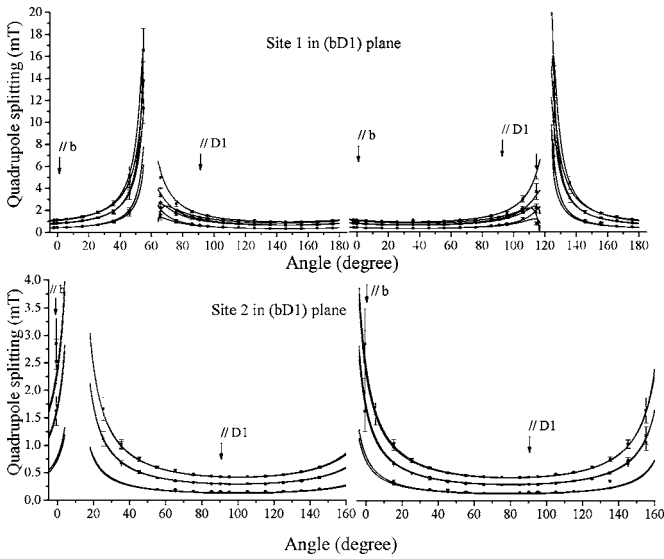 Quadrupole splitting (mT)
20
18
16
14
12
10
8
6
4
2
0
Site 1 in (bD1) plane
// b
// D1
// b
// D1
0 20 40 60 80 100 120 140 160 180 0 20 40 60 80 100 120 140 160 180
Angle (degree)
Quadrupole splitting (mT)
4.0
3.5
3.0
2.5
2.0
1.5
1.0
0.5
0.0
// b
Site 2 in (bD1) plane
// D1
// b
// D1
0 20 40 60 80 100 120 140 160 0 20 40 60 80 100 120 140 160
Angle (degree)